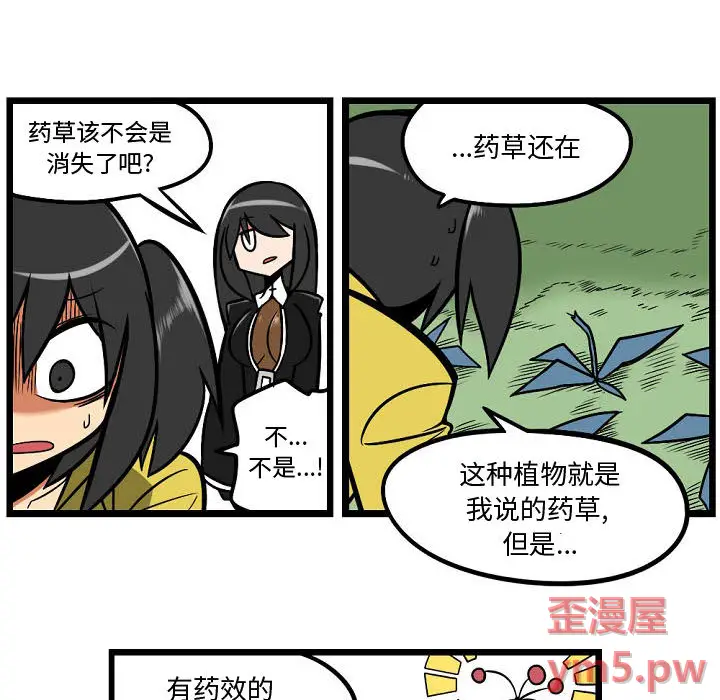 药草该不会是
消失了吧?
不...
不是...!
...药草还在
这种植物就是
我说的药草,
但是...
歪漫屋
ym5.pw
有药效的